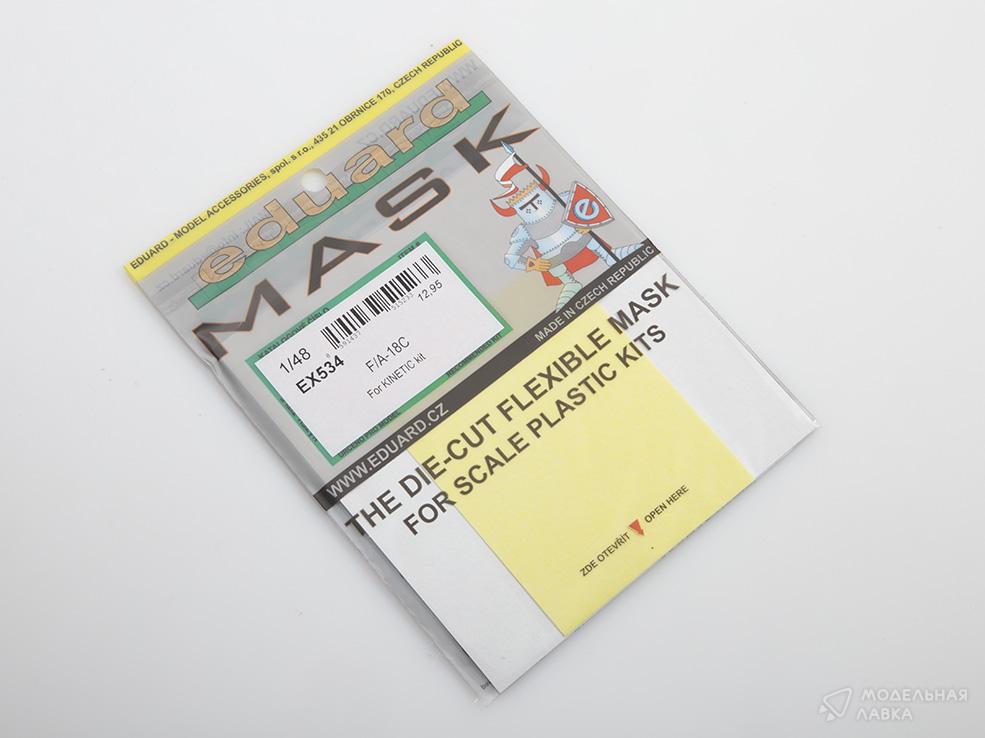 EDUARD - MODEL ACCESSORIES, spol. s r.o., 435 21 OBRNICE 170, CZECH REPUBLIC
eduard
MASK
e
1/48
12,95
EX534
F/A-18C
For KINETIC kit
WWW.EDUARD.CZ
MADE IN CZECH REPUBLIC
THE DIE-CUT FLEXIBLE MASK
FOR SCALE PLASTIC KITS
ZDE OTEVŘÍT
OPEN HERE
МОДЕЛЬНАЯ
ЛАВКА